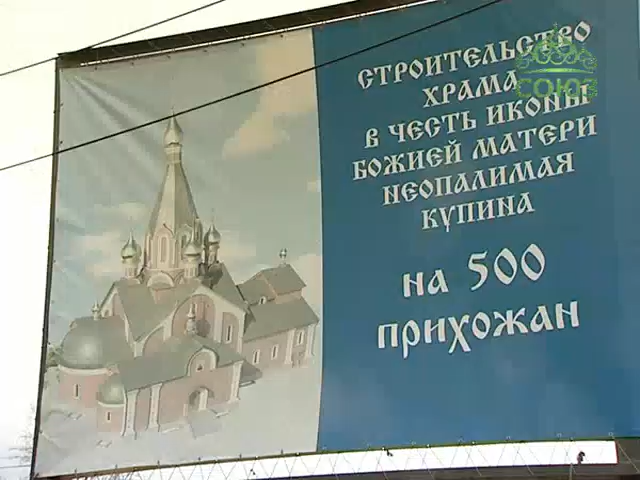 СТРОИТЕЛЬСТВО
ХРАМА
В ЧЕСТЬ ИКОНЫ
БОЖИЕЙ МАТЕРИ
НЕОПАЛИМАЯ
КУПИНА
НА 500
ПРИХОЖАН
СОЮЗ